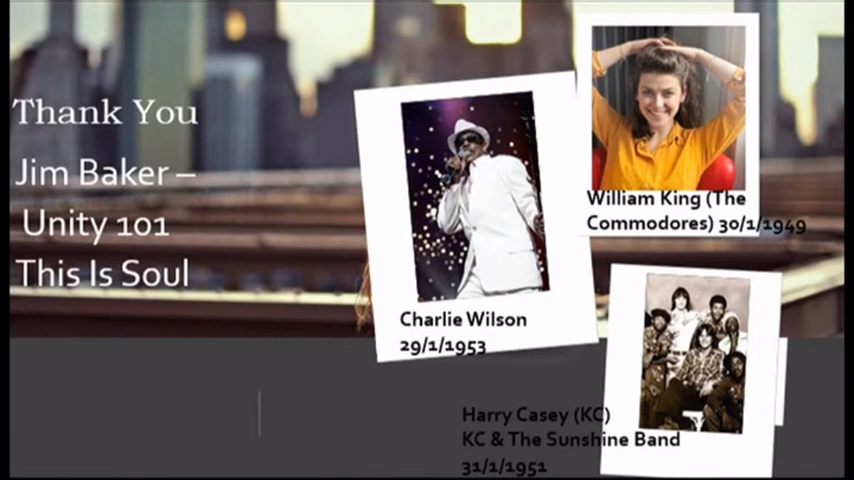 Thank You
Jim Baker –
Unity 101
This Is Soul
William King (The
Commodores) 30/1/1949
Charlie Wilson
29/1/1953
Harry Casey (KC)
KC & The Sunshine Band
31/1/1951